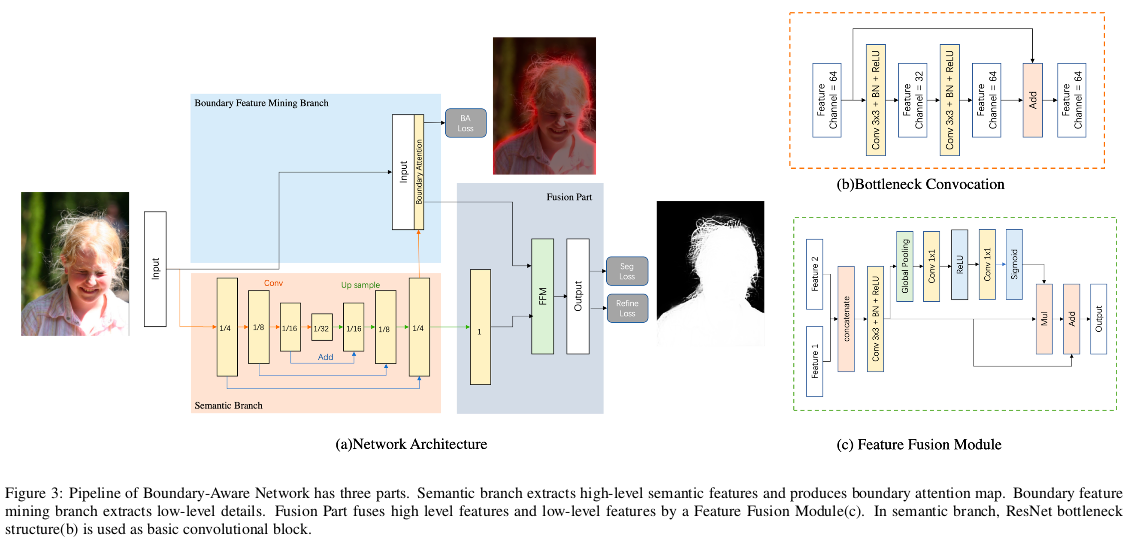 Boundary Feature Mining Branch
Input
Boundary Attention
BA
Loss
Input
Fusion Part
Conv
Up sample
1/4
1/8
1/16
1/32
1/16
1/8
1/4
Add
Semantic Branch
1
FFM
Output
Seg
Loss
Refine
Loss
(a)Network Architecture
Feature
Channel = 64
Conv 3x3 + BN + ReLU
Feature
Channel = 32
Conv 3x3 + BN + ReLU
Feature
Channel = 64
Add
Feature
Channel = 64
(b)Bottleneck Convocation
Feature 2
Feature 1
concatenate
Conv 3x3 + BN + ReLU
Global Pooling
Conv 1x1
ReLU
Conv 1x1
Sigmoid
Mul
Add
Output
(c) Feature Fusion Module
Figure 3: Pipeline of Boundary-Aware Network has three parts. Semantic branch extracts high-level semantic features and produces boundary attention map. Boundary feature
mining branch extracts low-level details. Fusion Part fuses high level features and low-level features by a Feature Fusion Module(c). In semantic branch, ResNet bottleneck
structure(b) is used as basic convolutional block.